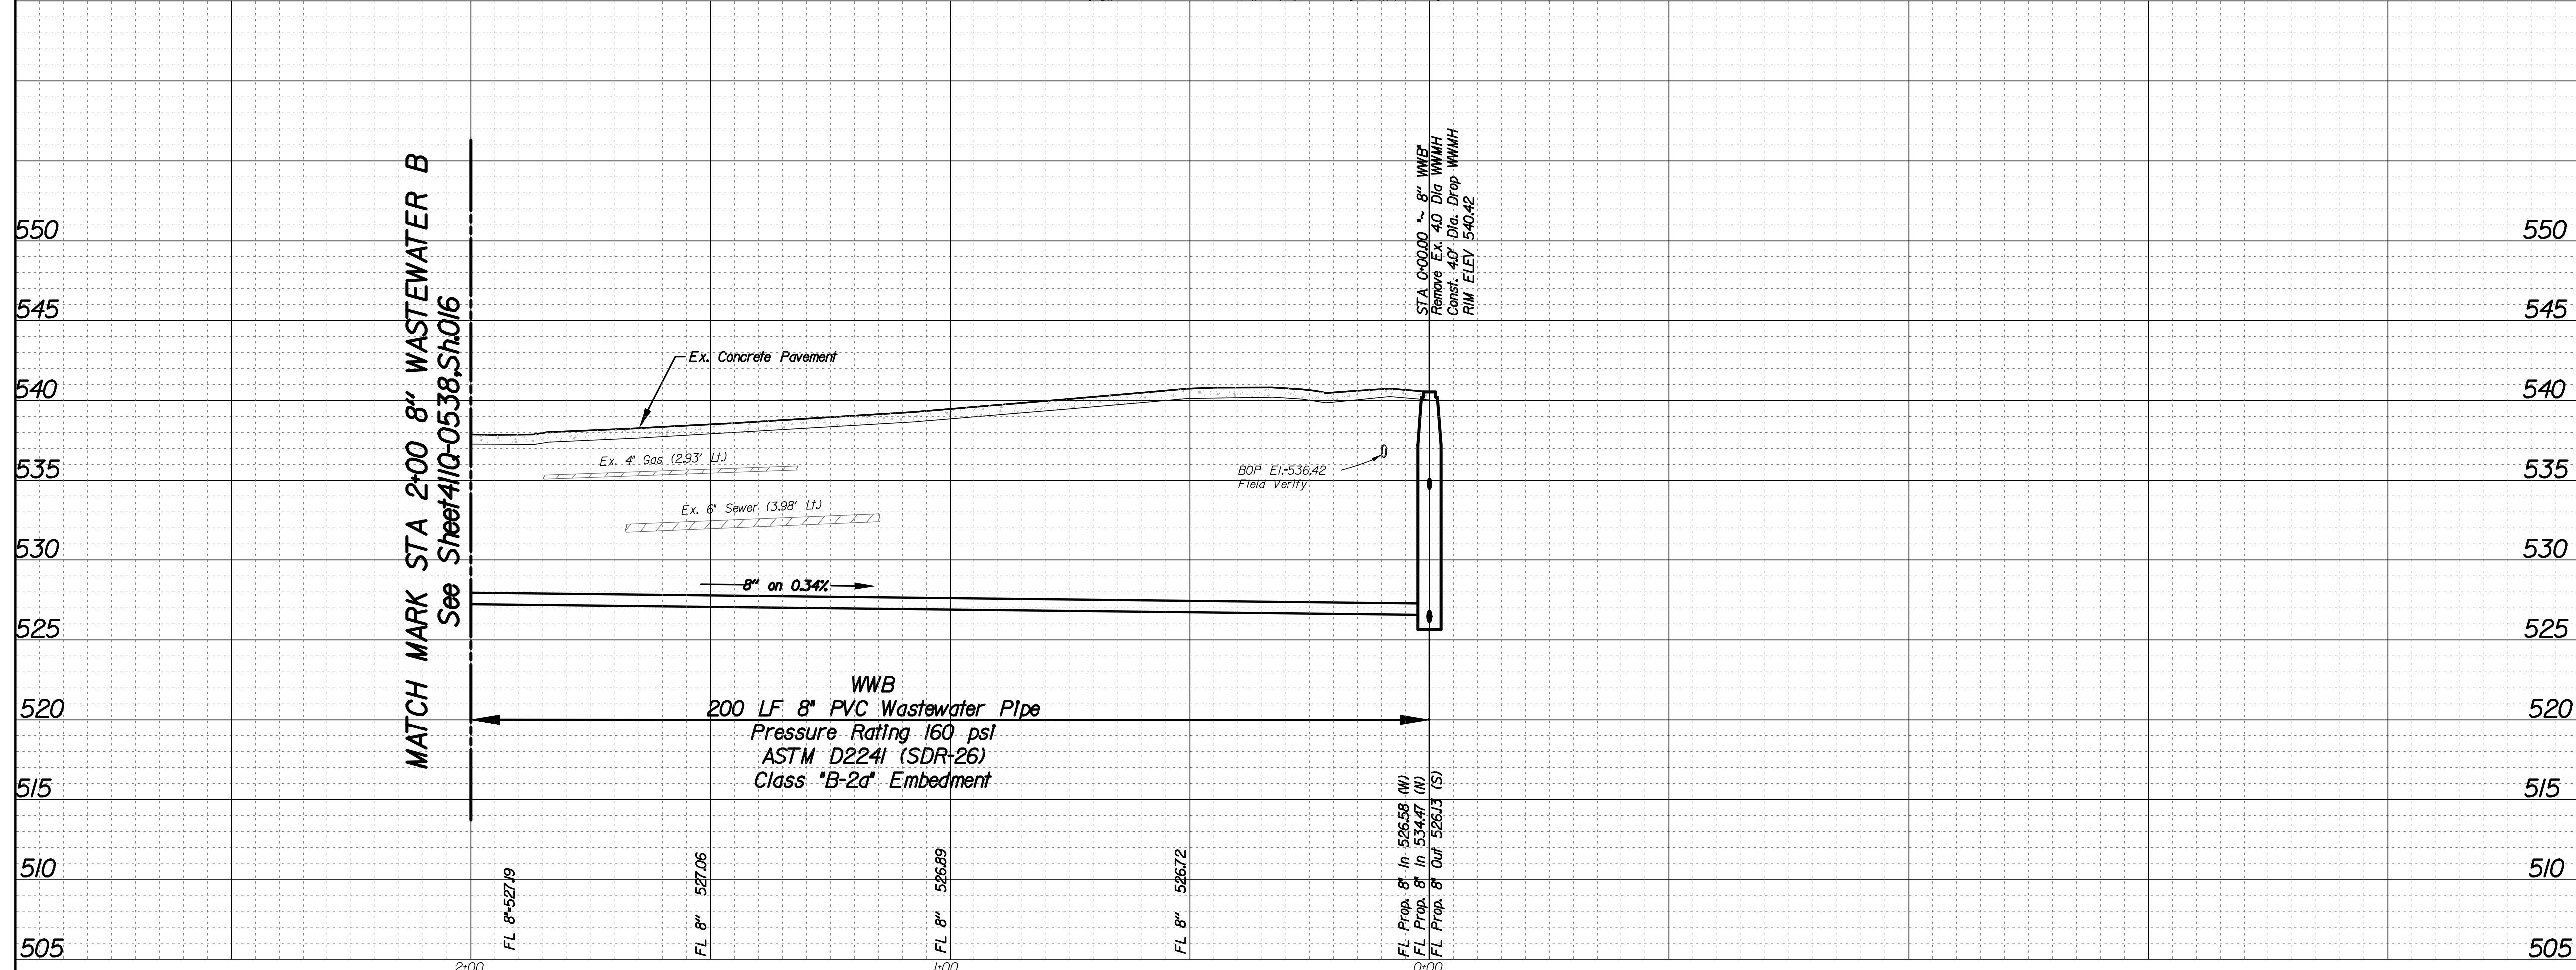 MATCH MARK STA 2+00 8" WASTEWATER B
See Sheet411Q-0538,Sh.016
STA 0+00.00 "~ 8" WWB"
Remove Ex. 4.0 Dia WWMH
Const. 4.0' Dia. Drop WWMH
RIM ELEV 540.42
550
550
545
545
Ex. Concrete Pavement
540
540
Ex. 4" Gas (2.93' Lt.)
BOP El.=536.42
Field Verify
535
535
Ex. 6" Sewer (3.98' Lt.)
530
530
8" on 0.34%
525
525
WWB
200 LF 8" PVC Wastewater Pipe
Pressure Rating 160 psi
ASTM D2241 (SDR-26)
Class "B-2a" Embedment
520
520
515
515
510
510
FL 8"=527.19
FL 8" 527.06
FL 8" 526.89
FL 8" 526.72
FL Prop. 8" In 526.58 (W)
FL Prop. 8" In 534.47 (N)
FL Prop. 8" Out 526.13 (S)
505
505
2+00
1+00
0+00